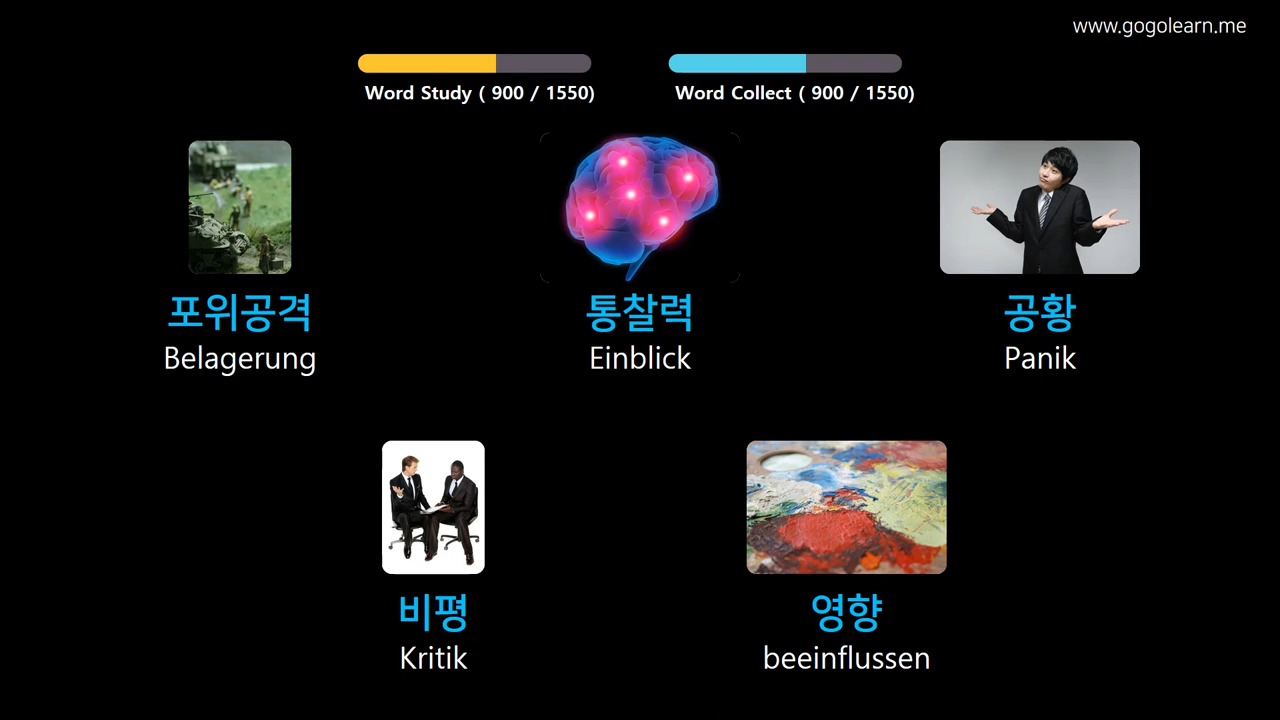 www.gogolearn.me
Word Study ( 900 / 1550)
Word Collect ( 900 / 1550)
포위공격
Belagerung
통찰력
Einblick
공황
Panik
비평
Kritik
영향
beeinflussen